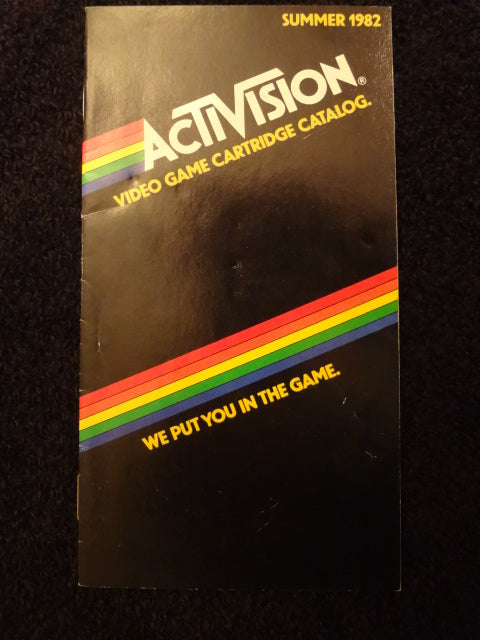 SUMMER 1982
ACTIVISION®
VIDEO GAME CARTRIDGE CATALOG.
WE PUT YOU IN THE GAME.